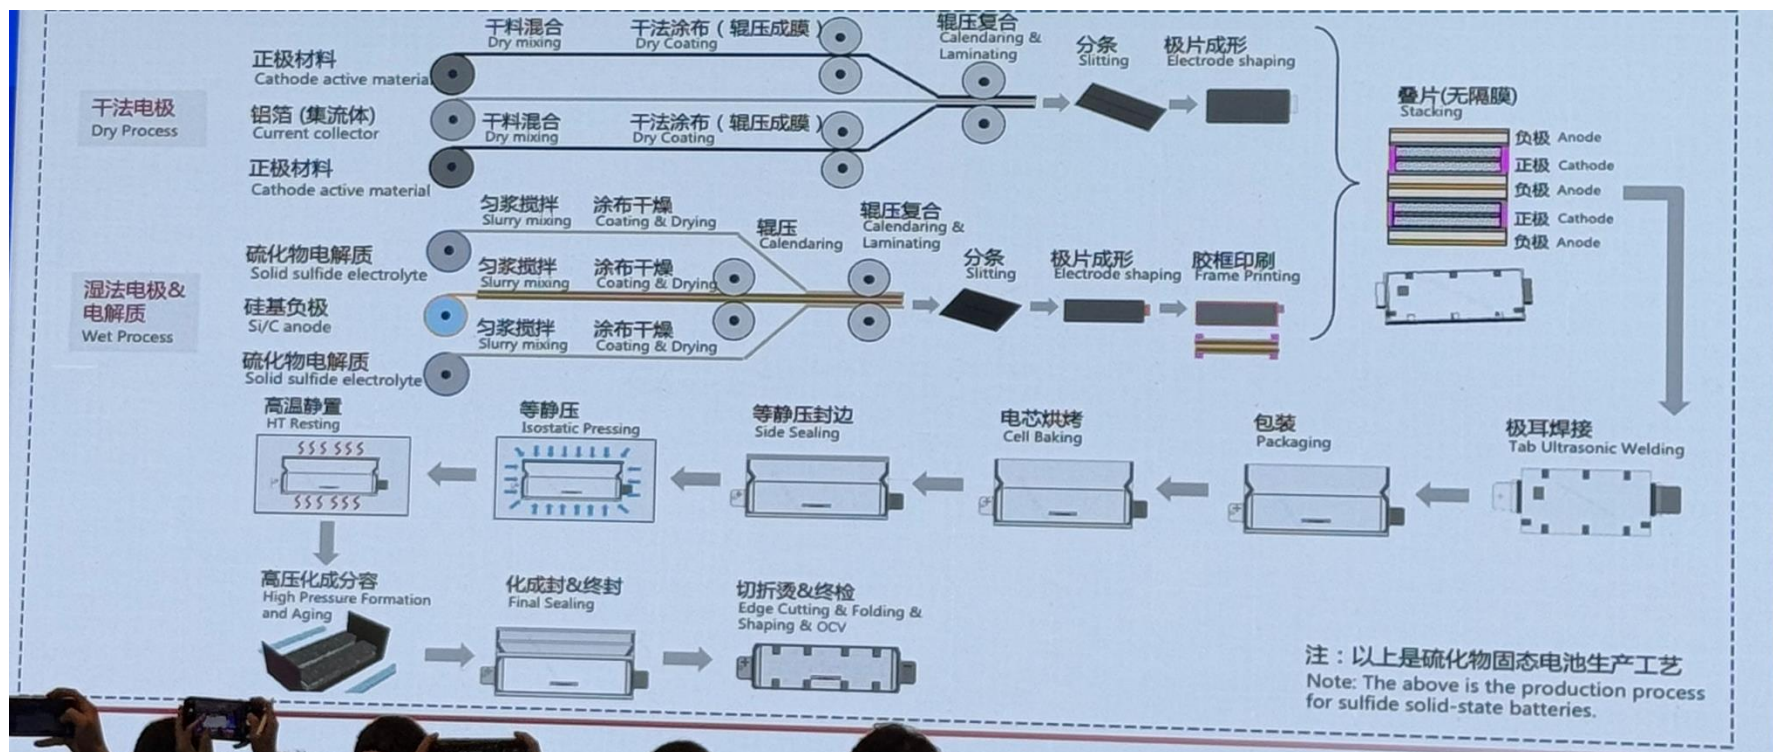 干法电极
Dry Process
正极材料
Cathode active material
铝箔 (集流体)
Current collector
正极材料
Cathode active material
干料混合
Dry mixing
干法涂布（辊压成膜）
Dry Coating
干料混合
Dry mixing
干法涂布（辊压成膜）
Dry Coating
辊压复合
Calendaring &
Laminating
分条
Slitting
极片成形
Electrode shaping
湿法电极&
电解质
Wet Process
硫化物电解质
Solid sulfide electrolyte
硅基负极
Si/C anode
硫化物电解质
Solid sulfide electrolyte
匀浆搅拌
Slurry mixing
涂布干燥
Coating & Drying
匀浆搅拌
Slurry mixing
涂布干燥
Coating & Drying
匀浆搅拌
Slurry mixing
涂布干燥
Coating & Drying
辊压
Calendaring
辊压复合
Calendaring &
Laminating
分条
Slitting
极片成形
Electrode shaping
胶框印刷
Frame Printing
叠片(无隔膜)
Stacking
负极 Anode
正极 Cathode
负极 Anode
正极 Cathode
负极 Anode
极耳焊接
Tab Ultrasonic Welding
包装
Packaging
电芯烘烤
Cell Baking
等静压封边
Side Sealing
等静压
Isostatic Pressing
高温静置
HT Resting
高压化成分容
High Pressure Formation
and Aging
化成封&终封
Final Sealing
切折烫&终检
Edge Cutting & Folding &
Shaping & OCV
注：以上是硫化物固态电池生产工艺
Note: The above is the production process
for sulfide solid-state batteries.